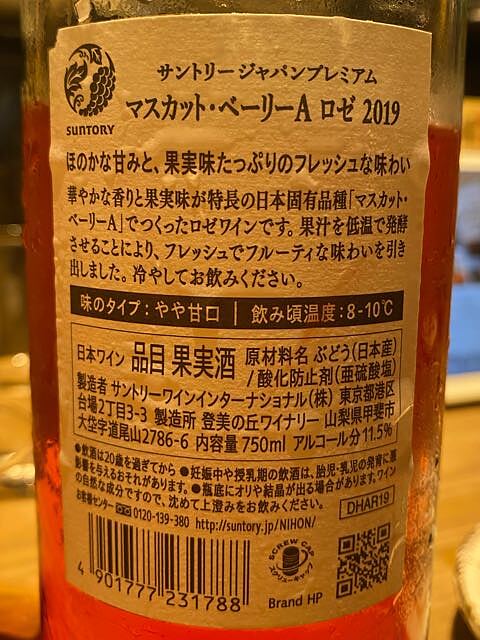 SUNTORY
サントリージャパンプレミアム
マスカット・ベーリーA ロゼ 2019
ほのかな甘みと、果実味たっぷりのフレッシュな味わい
華やかな香りと果実味が特長の日本固有品種「マスカット・
ベーリーA」でつくったロゼワインです。果汁を低温で発酵
させることにより、フレッシュでフルーティな味わいを引き
出しました。冷やしてお飲みください。
味のタイプ：やや甘口 | 飲み頃温度：8-10℃
日本ワイン 品目 果実酒 原材料名 ぶどう（日本産）
/酸化防止剤（亜硫酸塩）
製造者 サントリーワインインターナショナル（株） 東京都港区
台場2丁目3-3 製造所 登美の丘ワイナリー 山梨県甲斐市
大垈字道尾山2786-6 内容量 750ml アルコール分 11.5%
●飲酒は20歳を過ぎてから ●妊娠中や授乳期の飲酒は、胎児・乳児の発育に悪
影響を与えるおそれがあります。●瓶底にオリや結晶が出る場合があります。ワイン
の自然な成分ですので、沈めて上澄みをお飲みください。
お客様センター 0120-139-380 http://suntory.jp/NIHON/
DHAR19
SCREW CAP
スクリューキャップ
4 901777 231788
Brand HP